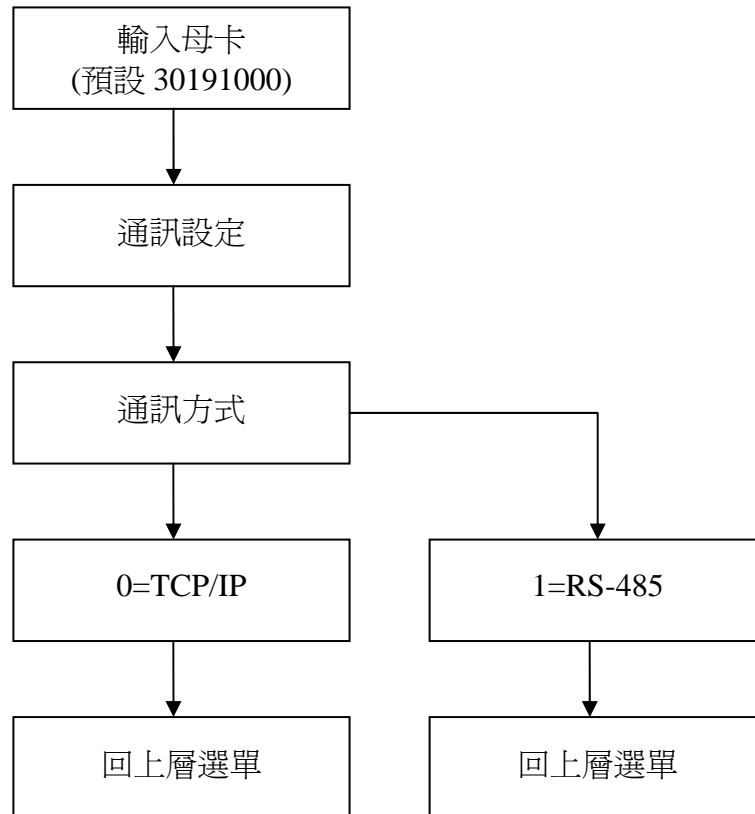 輸入母卡
(預設 30191000)
通訊設定
通訊方式
0=TCP/IP
1=RS-485
回上層選單
回上層選單